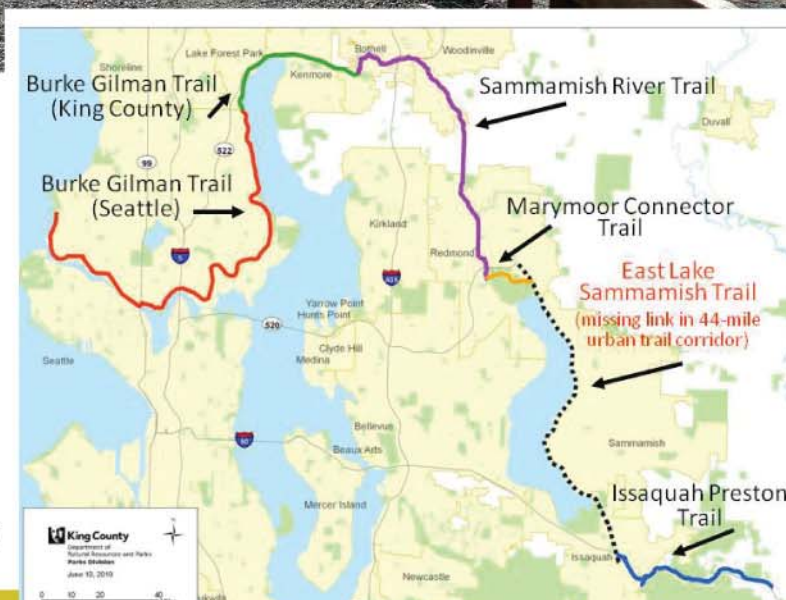 Shoreline
Lake Forest Park
Bothell
Woodinville
Kenmore
Burke Gilman Trail
(King County)
Sammamish River Trail
Duvall
522
99
Burke Gilman Trail
(Seattle)
Marymoor Connector
Trail
Kirkland
Redmond
5
East Lake
Sammamish Trail
(missing link in 44-mile
urban trail corridor)
Yarrow Point
Hunts Point
520
Clyde Hill
Medina
Seattle
Bellevue
90
Beaux Arts
Sammamish
Mercer Island
Issaquah Preston
Trail
King County
Department of
Natural Resources and Parks
Parks Division
June 10, 2010
Issaquah
Newcastle
0 10 20 40